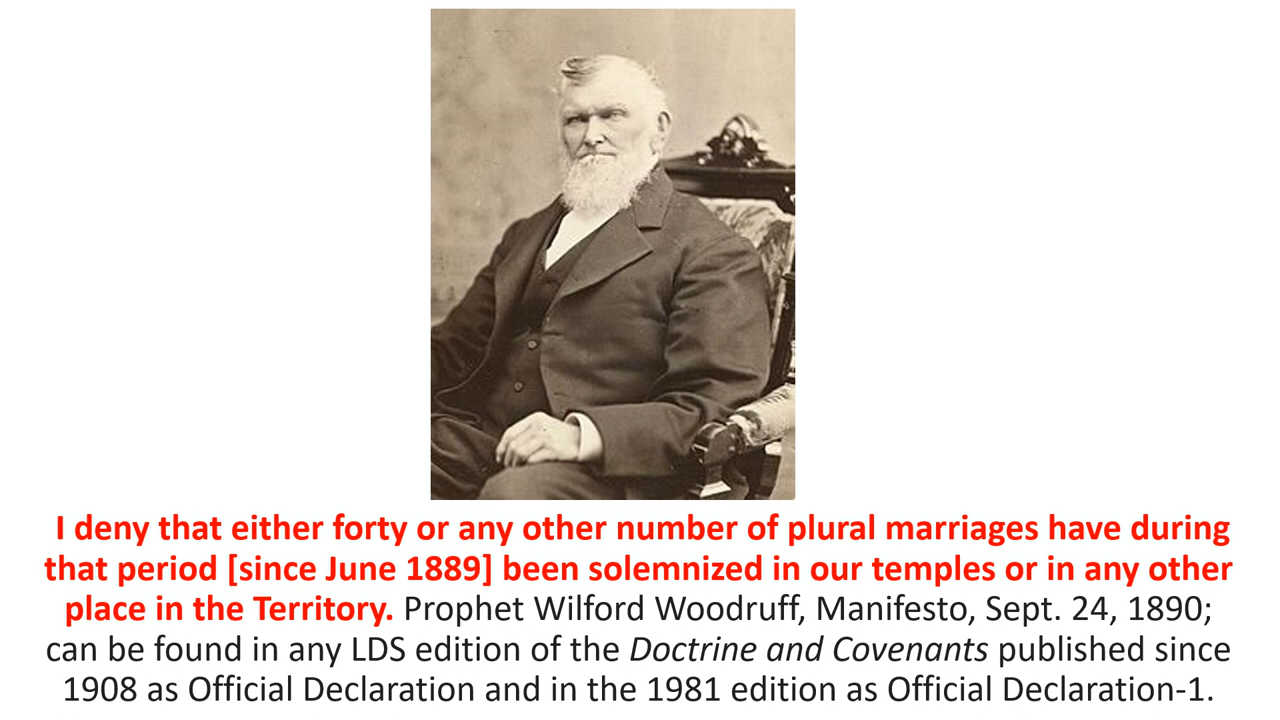 I deny that either forty or any other number of plural marriages have during
that period [since June 1889] been solemnized in our temples or in any other
place in the Territory. Prophet Wilford Woodruff, Manifesto, Sept. 24, 1890;
can be found in any LDS edition of the Doctrine and Covenants published since
1908 as Official Declaration and in the 1981 edition as Official Declaration-1.